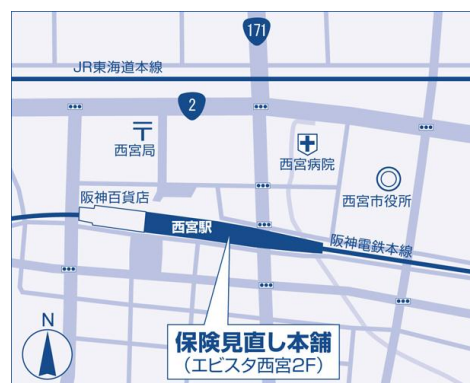 171
JR東海道本線
2
西宮局
西宮病院
西宮市役所
阪神百貨店
西宮駅
阪神電鉄本線
N
保険見直し本舗
(エビスタ西宮2F)